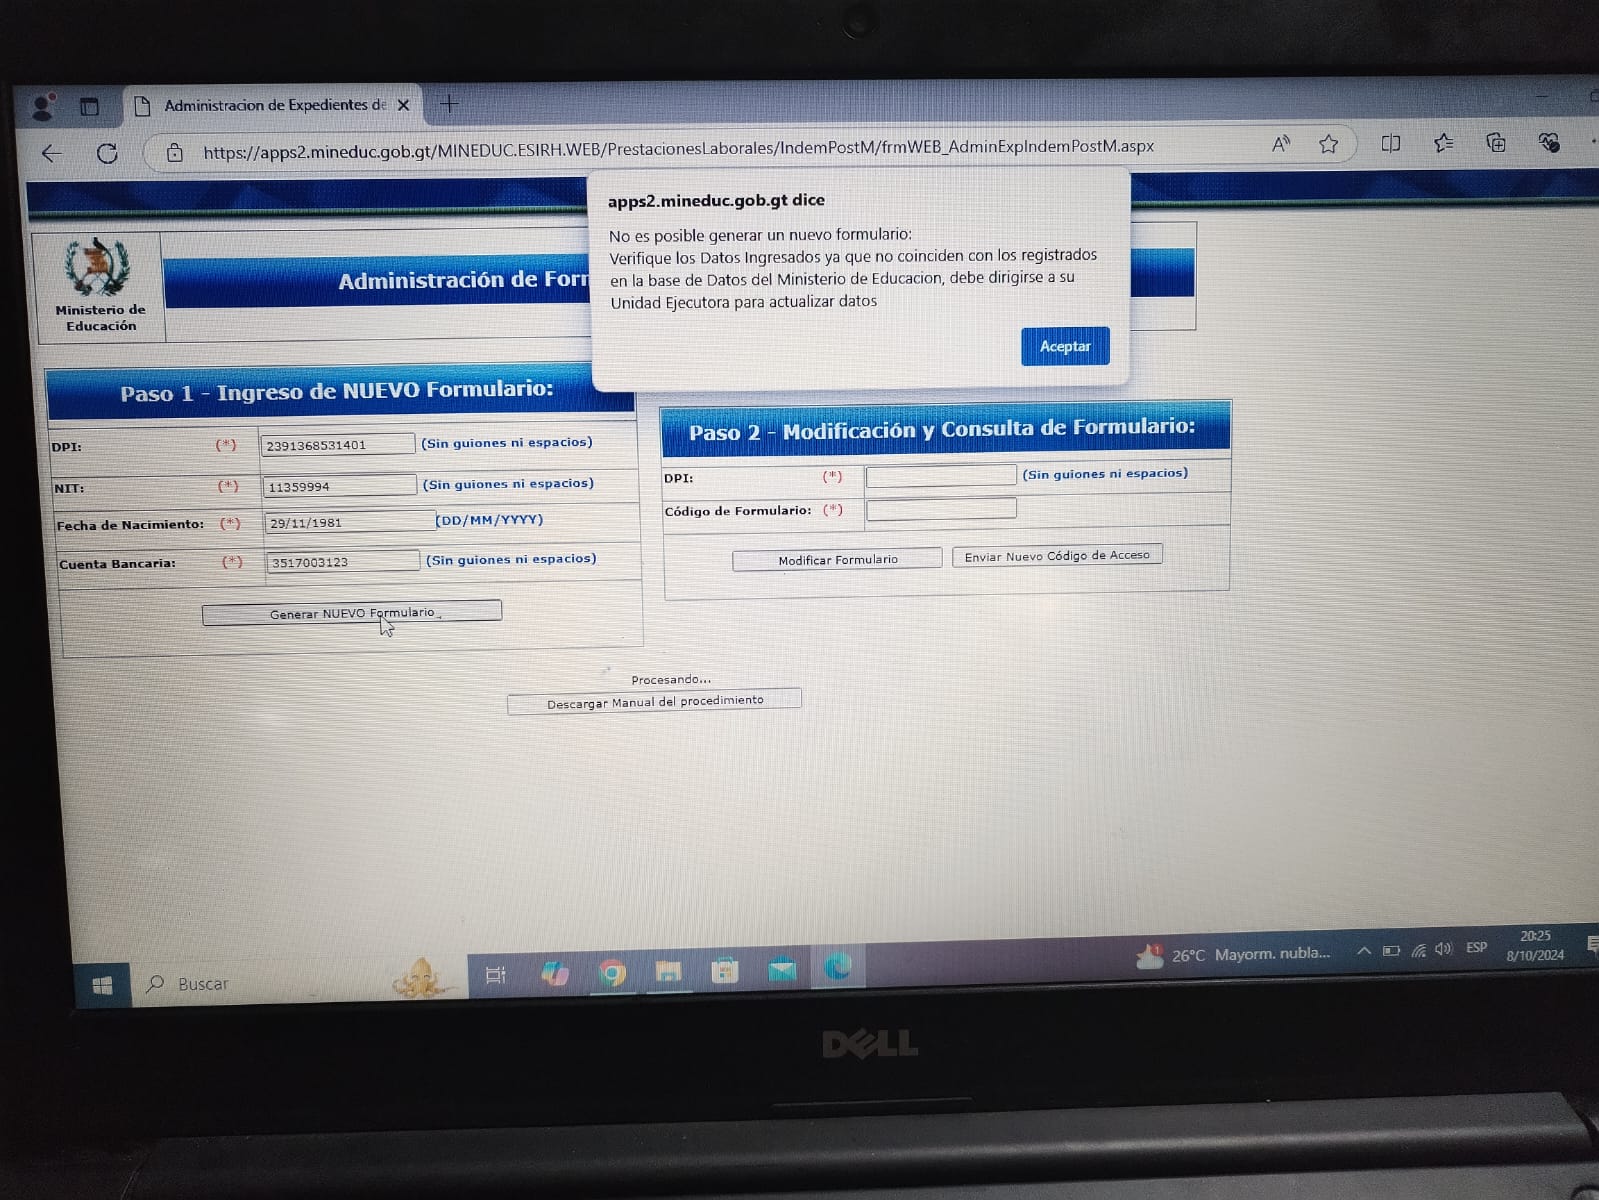 Administracion de Expedientes de
https://apps2.mineduc.gob.gt/MINEDUC.ESIRH.WEB/PrestacionesLaborales/IndemPostM/frmWEB_AdminExpIndemPostM.aspx
apps2.mineduc.gob.gt dice
No es posible generar un nuevo formulario:
Verifique los Datos Ingresados ya que no coinciden con los registrados
en la base de Datos del Ministerio de Educacion, debe dirigirse a su
Unidad Ejecutora para actualizar datos
Aceptar
Ministerio de
Educación
Administración de Forr
Paso 1 - Ingreso de NUEVO Formulario:
DPI: (*) 2391368531401 (Sin guiones ni espacios)
NIT: (*) 11359994 (Sin guiones ni espacios)
Fecha de Nacimiento: (*) 29/11/1981 (DD/MM/YYYY)
Cuenta Bancaria: (*) 3517003123 (Sin guiones ni espacios)
Generar NUEVO Formulario
Paso 2 - Modificación y Consulta de Formulario:
DPI: (*) (Sin guiones ni espacios)
Código de Formulario: (*)
Modificar Formulario Enviar Nuevo Código de Acceso
Procesando...
Descargar Manual del procedimiento
Buscar
1
26°C Mayorm. nubla...
ESP
20:25
8/10/2024
DELL